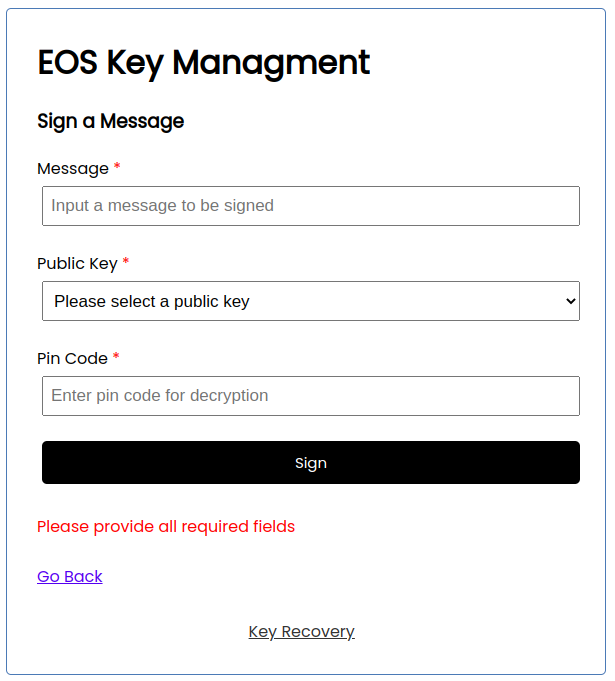 EOS Key Managment
Sign a Message
Message *
Input a message to be signed
Public Key *
Please select a public key
Pin Code *
Enter pin code for decryption
Sign
Please provide all required fields
Go Back
Key Recovery